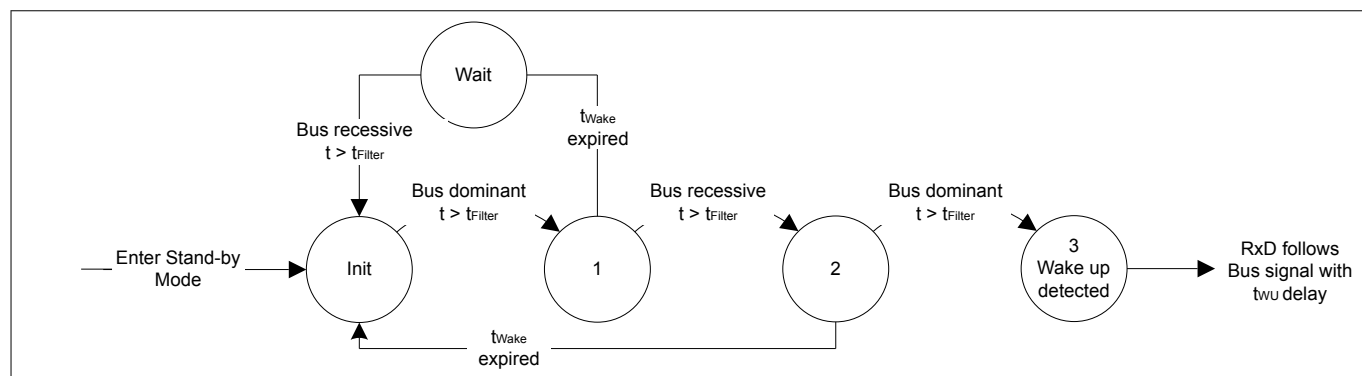 Wait
Bus recessive
t > tFilter
tWake
expired
Bus dominant
t > tFilter
Bus recessive
t > tFilter
Bus dominant
t > tFilter
Enter Stand-by
Mode
Init
1
2
3
Wake up
detected
RxD follows
Bus signal with
tWU delay
tWake
expired